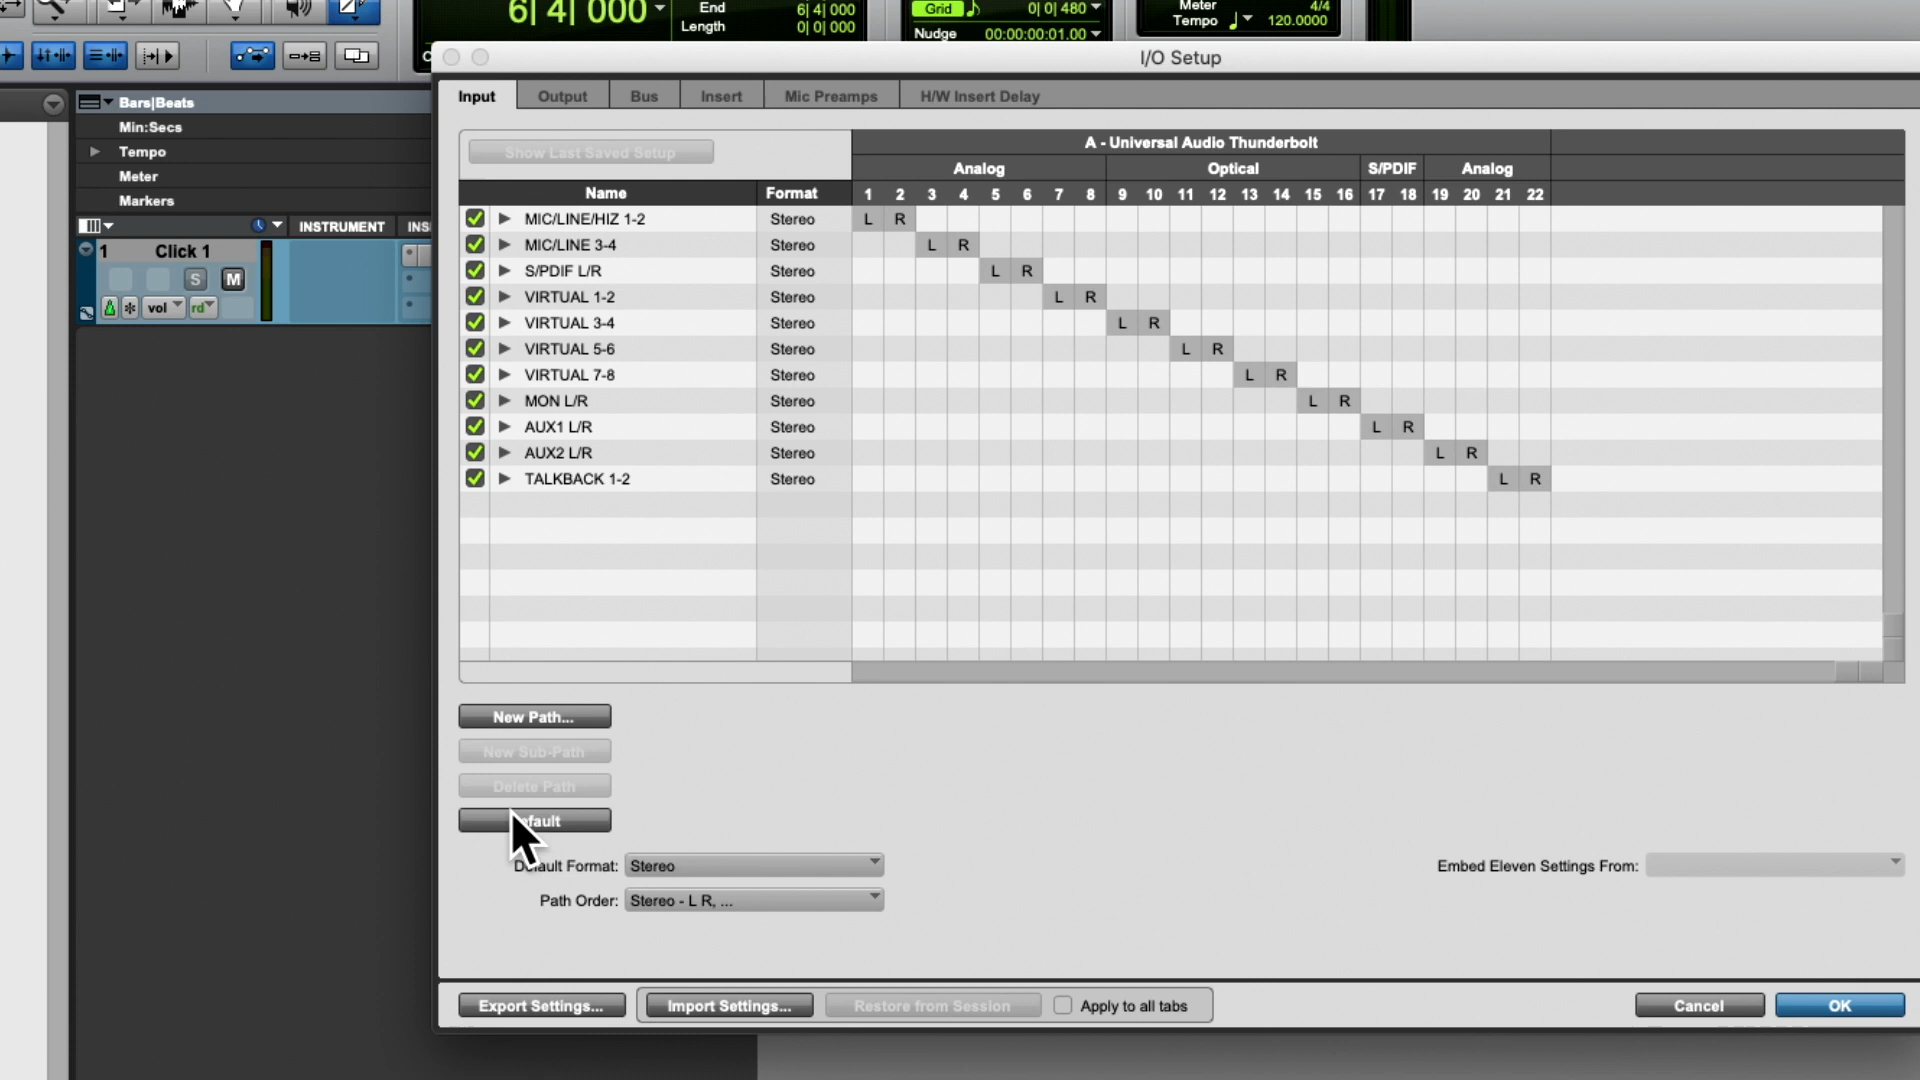 6| 4| 000
End 6| 4| 000
Length 0| 0| 000
Grid 0| 0| 480
Nudge 00:00:00:01.00
Meter 4/4
Tempo 120.0000
I/O Setup
Input Output Bus Insert Mic Preamps H/W Insert Delay
Bars|Beats
Min:Secs
Tempo
Meter
Markers
INSTRUMENT
1 Click 1
S M
vol rd
Show Last Saved Setup
A - Universal Audio Thunderbolt
Analog Optical S/PDIF Analog
Name Format 1 2 3 4 5 6 7 8 9 10 11 12 13 14 15 16 17 18 19 20 21 22
MIC/LINE/HIZ 1-2 Stereo L R
MIC/LINE 3-4 Stereo L R
S/PDIF L/R Stereo L R
VIRTUAL 1-2 Stereo L R
VIRTUAL 3-4 Stereo L R
VIRTUAL 5-6 Stereo L R
VIRTUAL 7-8 Stereo L R
MON L/R Stereo L R
AUX1 L/R Stereo L R
AUX2 L/R Stereo L R
TALKBACK 1-2 Stereo L R
New Path...
New Sub-Path
Delete Path
Default Format: Stereo
Path Order: Stereo - L R, ...
Embed Eleven Settings From:
Export Settings... Import Settings... Restore from Session Apply to all tabs Cancel OK